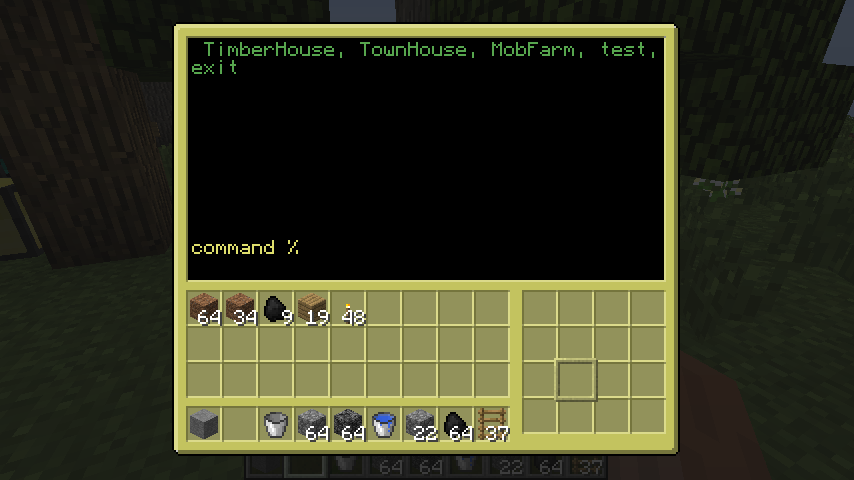 TimberHouse, TownHouse, MobFarm, test,
exit
command %
64 34 9 19 48
64 64 22 64 37
64 64 22 64 37